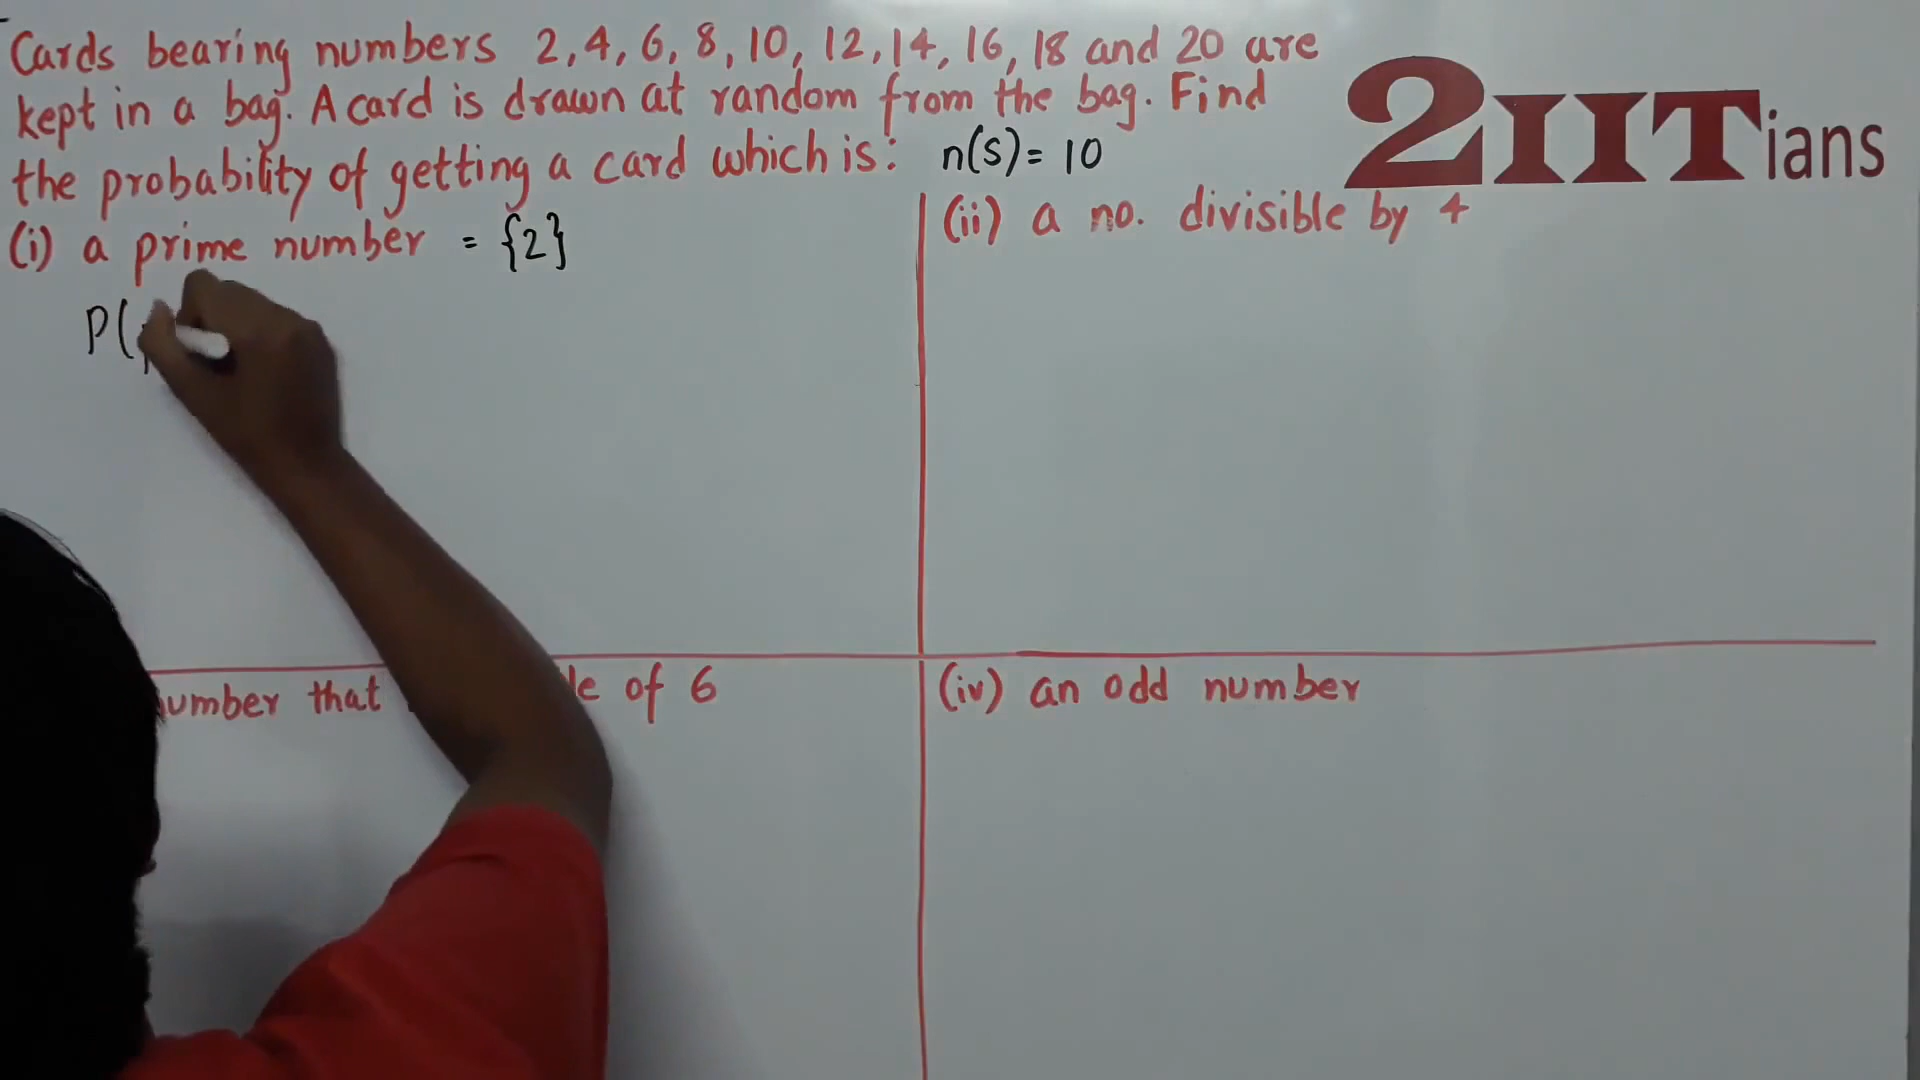 Cards bearing numbers 2, 4, 6, 8, 10, 12, 14, 16, 18 and 20 are
kept in a bag. A card is drawn at random from the bag. Find
the probability of getting a card which is: n(S) = 10
2IITians
(i) a prime number = {2}
P(
(ii) a no. divisible by 4
number that of 6
(iv) an odd number